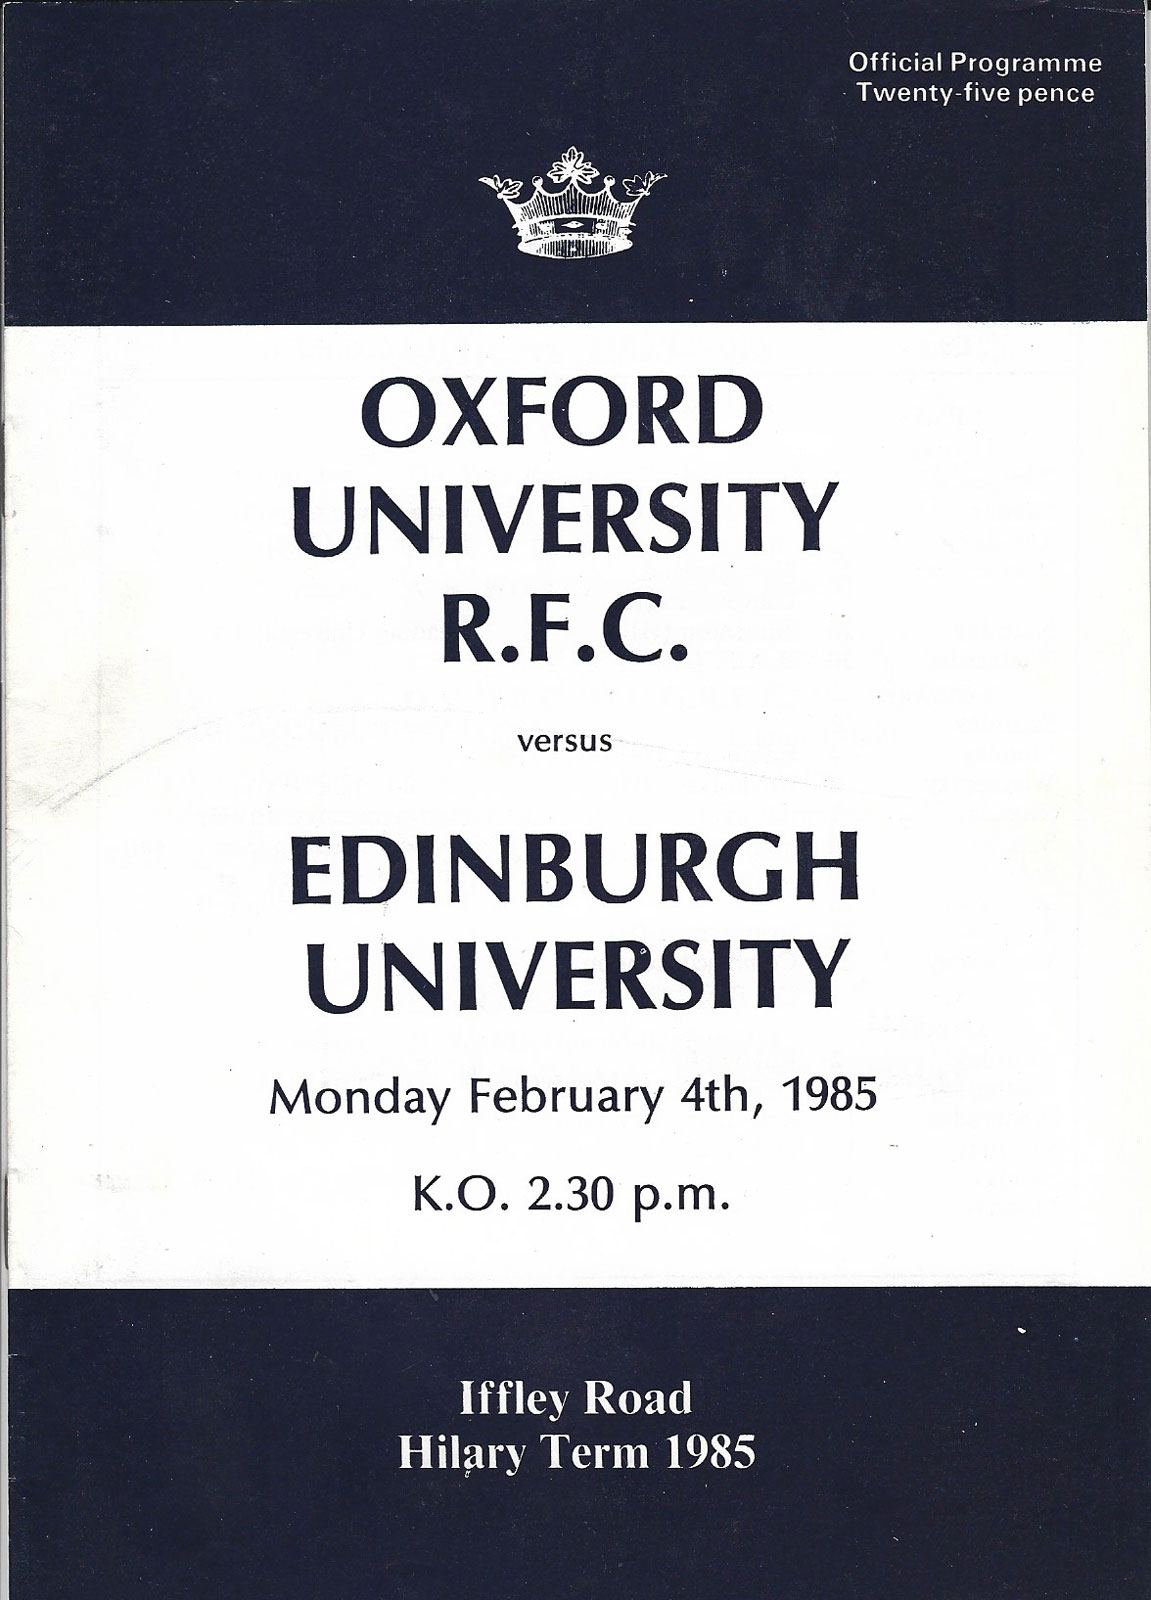 Official Programme
Twenty-five pence
OXFORD
UNIVERSITY
R.F.C.
versus
EDINBURGH
UNIVERSITY
Monday February 4th, 1985
K.O. 2.30 p.m.
Iffley Road
Hilary Term 1985